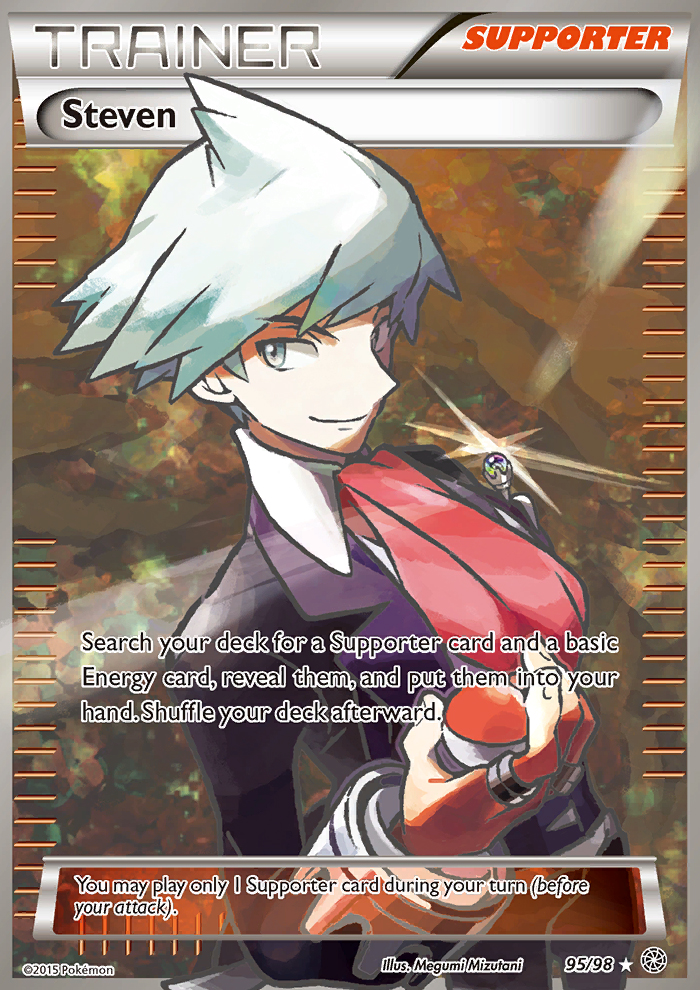 TRAINER
SUPPORTER
Steven
Search your deck for a Supporter card and a basic
Energy card, reveal them, and put them into your
hand. Shuffle your deck afterward.
You may play only 1 Supporter card during your turn (before
your attack).
©2015 Pokémon
Illus. Megumi Mizutani
95/98 ★